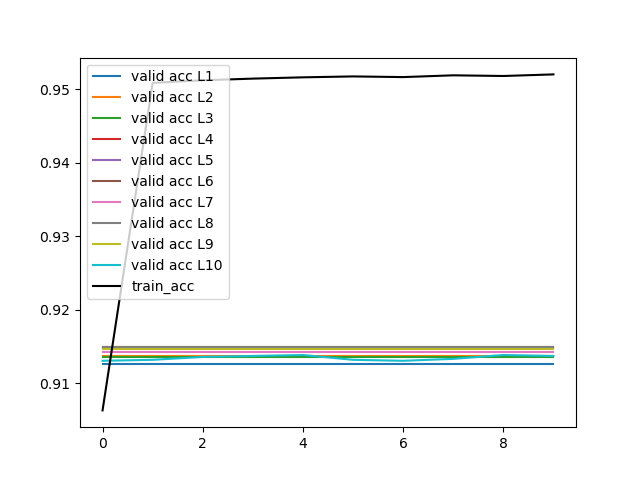 valid acc L1
valid acc L2
valid acc L3
valid acc L4
valid acc L5
valid acc L6
valid acc L7
valid acc L8
valid acc L9
valid acc L10
train_acc
0.95
0.94
0.93
0.92
0.91
0 2 4 6 8